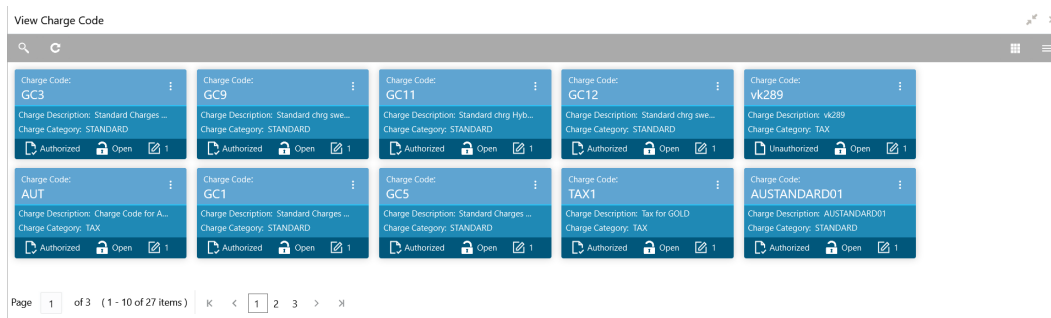 View Charge Code
Charge Code:
GC3
Charge Description: Standard Charges ...
Charge Category: STANDARD
Authorized Open 1
Charge Code:
GC9
Charge Description: Standard chrg swe...
Charge Category: STANDARD
Authorized Open 1
Charge Code:
GC11
Charge Description: Standard chrg Hyb...
Charge Category: STANDARD
Authorized Open 1
Charge Code:
GC12
Charge Description: Standard chrg swe...
Charge Category: STANDARD
Authorized Open 1
Charge Code:
vk289
Charge Description: vk289
Charge Category: TAX
Unauthorized Open 1
Charge Code:
AUT
Charge Description: Charge Code for A...
Charge Category: TAX
Authorized Open 1
Charge Code:
GC1
Charge Description: Standard Charges ...
Charge Category: STANDARD
Authorized Open 1
Charge Code:
GC5
Charge Description: Standard Charges ...
Charge Category: STANDARD
Authorized Open 1
Charge Code:
TAX1
Charge Description: Tax for GOLD
Charge Category: TAX
Authorized Open 1
Charge Code:
AUSTANDARD01
Charge Description: AUSTANDARD01
Charge Category: STANDARD
Authorized Open 1
Page 1 of 3 ( 1 - 10 of 27 items ) 1 2 3